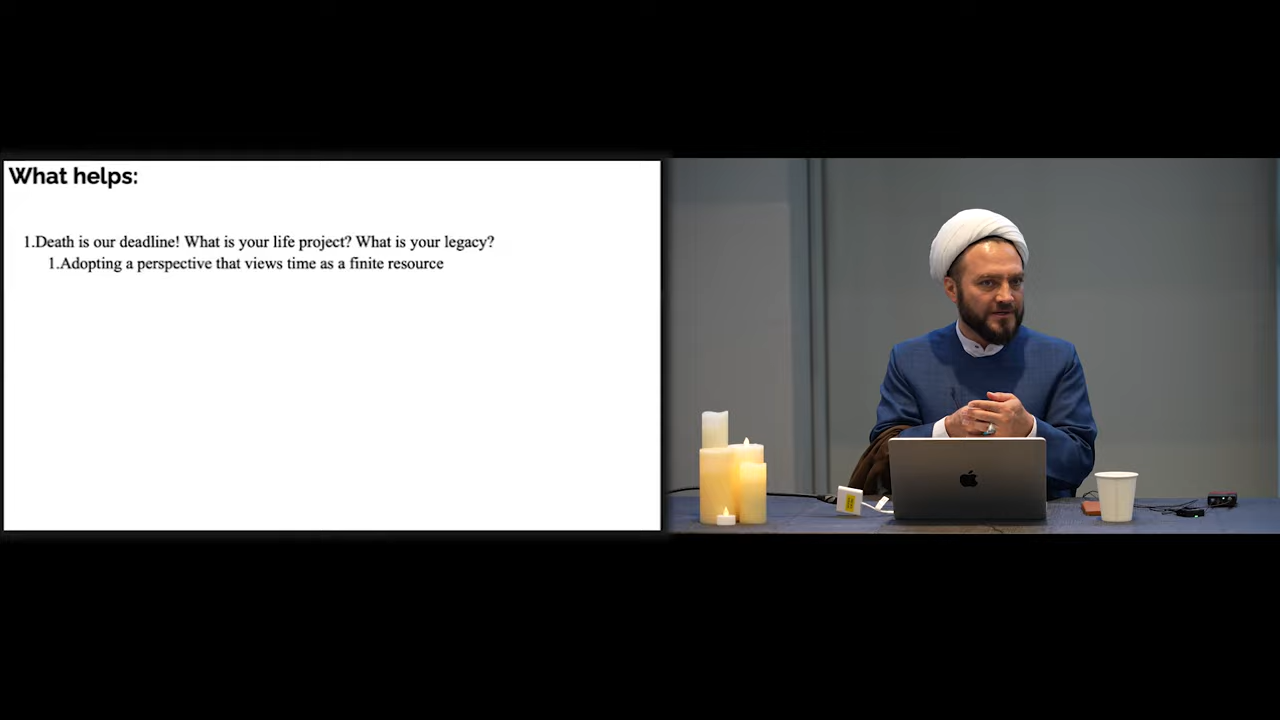 What helps:
1.Death is our deadline! What is your life project? What is your legacy?
1.Adopting a perspective that views time as a finite resource